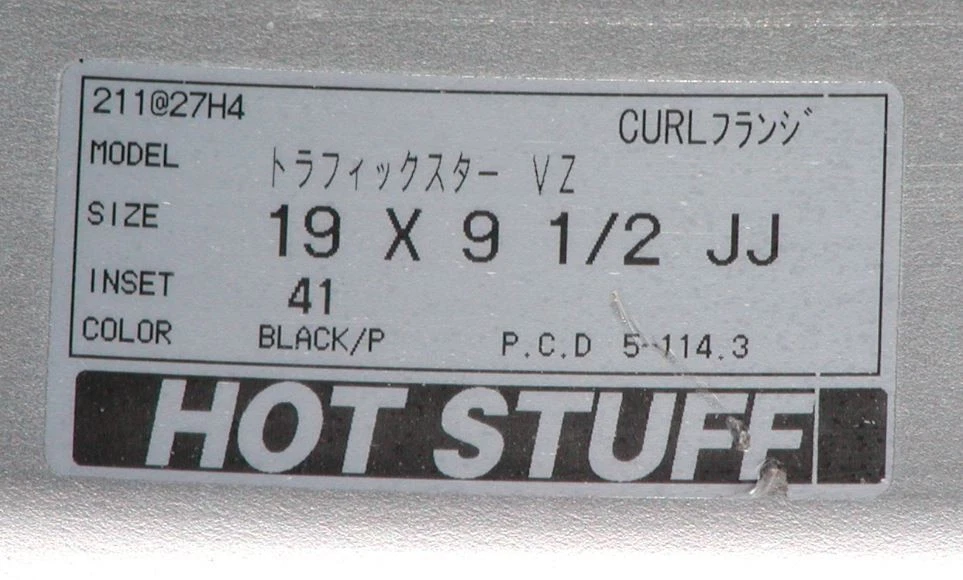 211@27H4
CURLフランジ
MODEL トラフィックスター VZ
SIZE 19 X 9 1/2 JJ
INSET 41
COLOR BLACK/P P.C.D 5-114.3
HOT STUFF